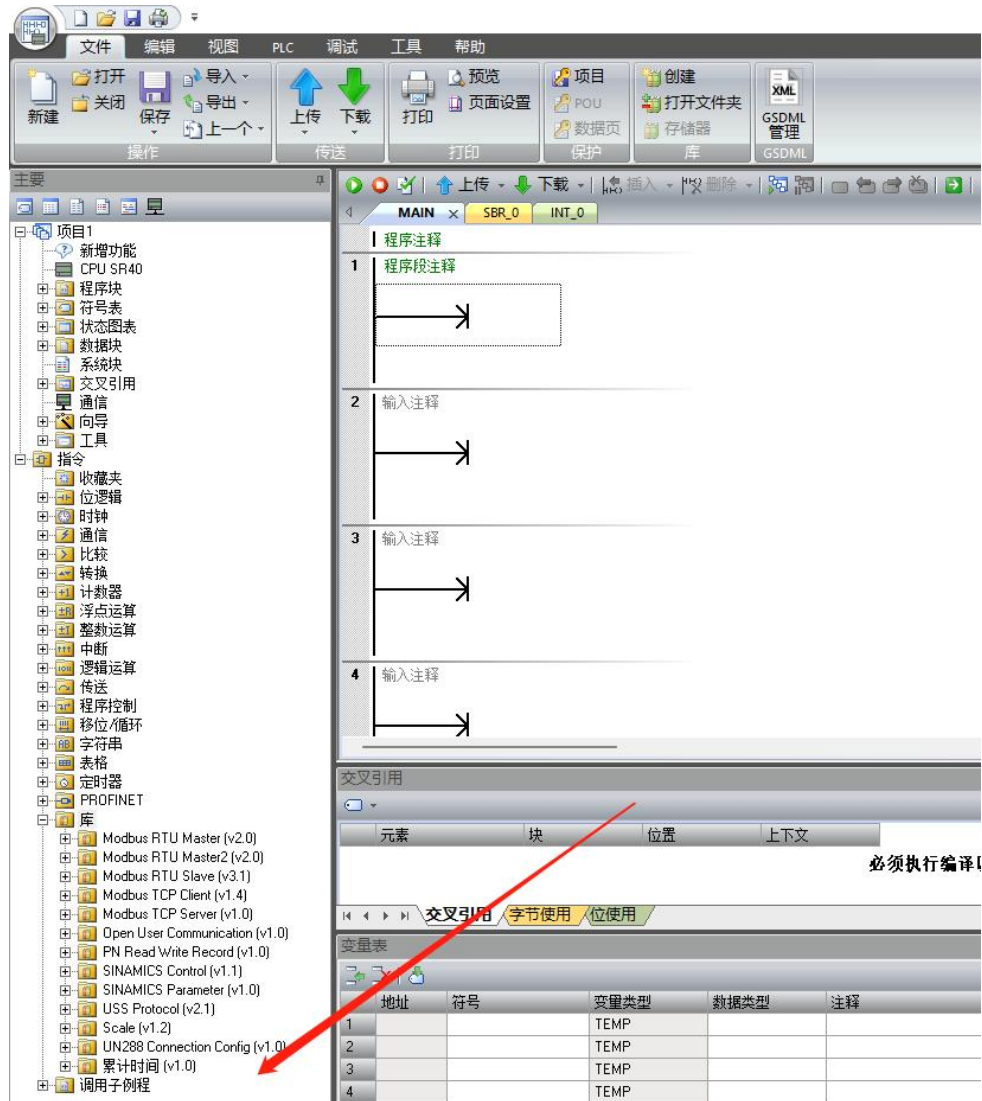 文件 编辑 视图 PLC 调试 工具 帮助
新建 打开 关闭 保存 导入 导出 上一个 上传 下载 打印 预览 页面设置 项目 POU 数据页 创建 打开文件夹 存储器 XML GSDML 管理
操作 传送 打印 保护 库 GSDML
主要
上传 下载 插入 删除
MAIN SBR_0 INT_0
项目1
新增功能
CPU SR40
程序块
符号表
状态图表
数据块
系统块
交叉引用
通信
向导
工具
指令
收藏夹
位逻辑
时钟
通信
比较
转换
计数器
浮点运算
整数运算
中断
逻辑运算
传送
程序控制
移位/循环
字符串
表格
定时器
PROFINET
库
Modbus RTU Master (v2.0)
Modbus RTU Master2 (v2.0)
Modbus RTU Slave (v3.1)
Modbus TCP Client (v1.4)
Modbus TCP Server (v1.0)
Open User Communication (v1.0)
PN Read Write Record (v1.0)
SINAMICS Control (v1.1)
SINAMICS Parameter (v1.0)
USS Protocol (v2.1)
Scale (v1.2)
UN288 Connection Config (v1.0)
累计时间 (v1.0)
调用子例程
程序注释
1 程序段注释
2 输入注释
3 输入注释
4 输入注释
交叉引用
元素 块 位置 上下文
必须执行编译
交叉引用 字节使用 位使用
变量表
地址 符号 变量类型 数据类型 注释
1 TEMP
2 TEMP
3 TEMP
4 TEMP